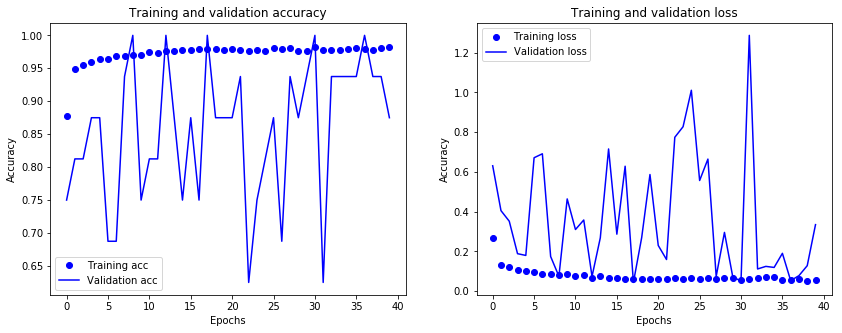 Training and validation accuracy
1.00
0.95
0.90
0.85
0.80
0.75
0.70
0.65
Accuracy
Training acc
Validation acc
0 5 10 15 20 25 30 35 40
Epochs
Training and validation loss
Training loss
Validation loss
1.2
1.0
0.8
0.6
0.4
0.2
0.0
Accuracy
0 5 10 15 20 25 30 35 40
Epochs